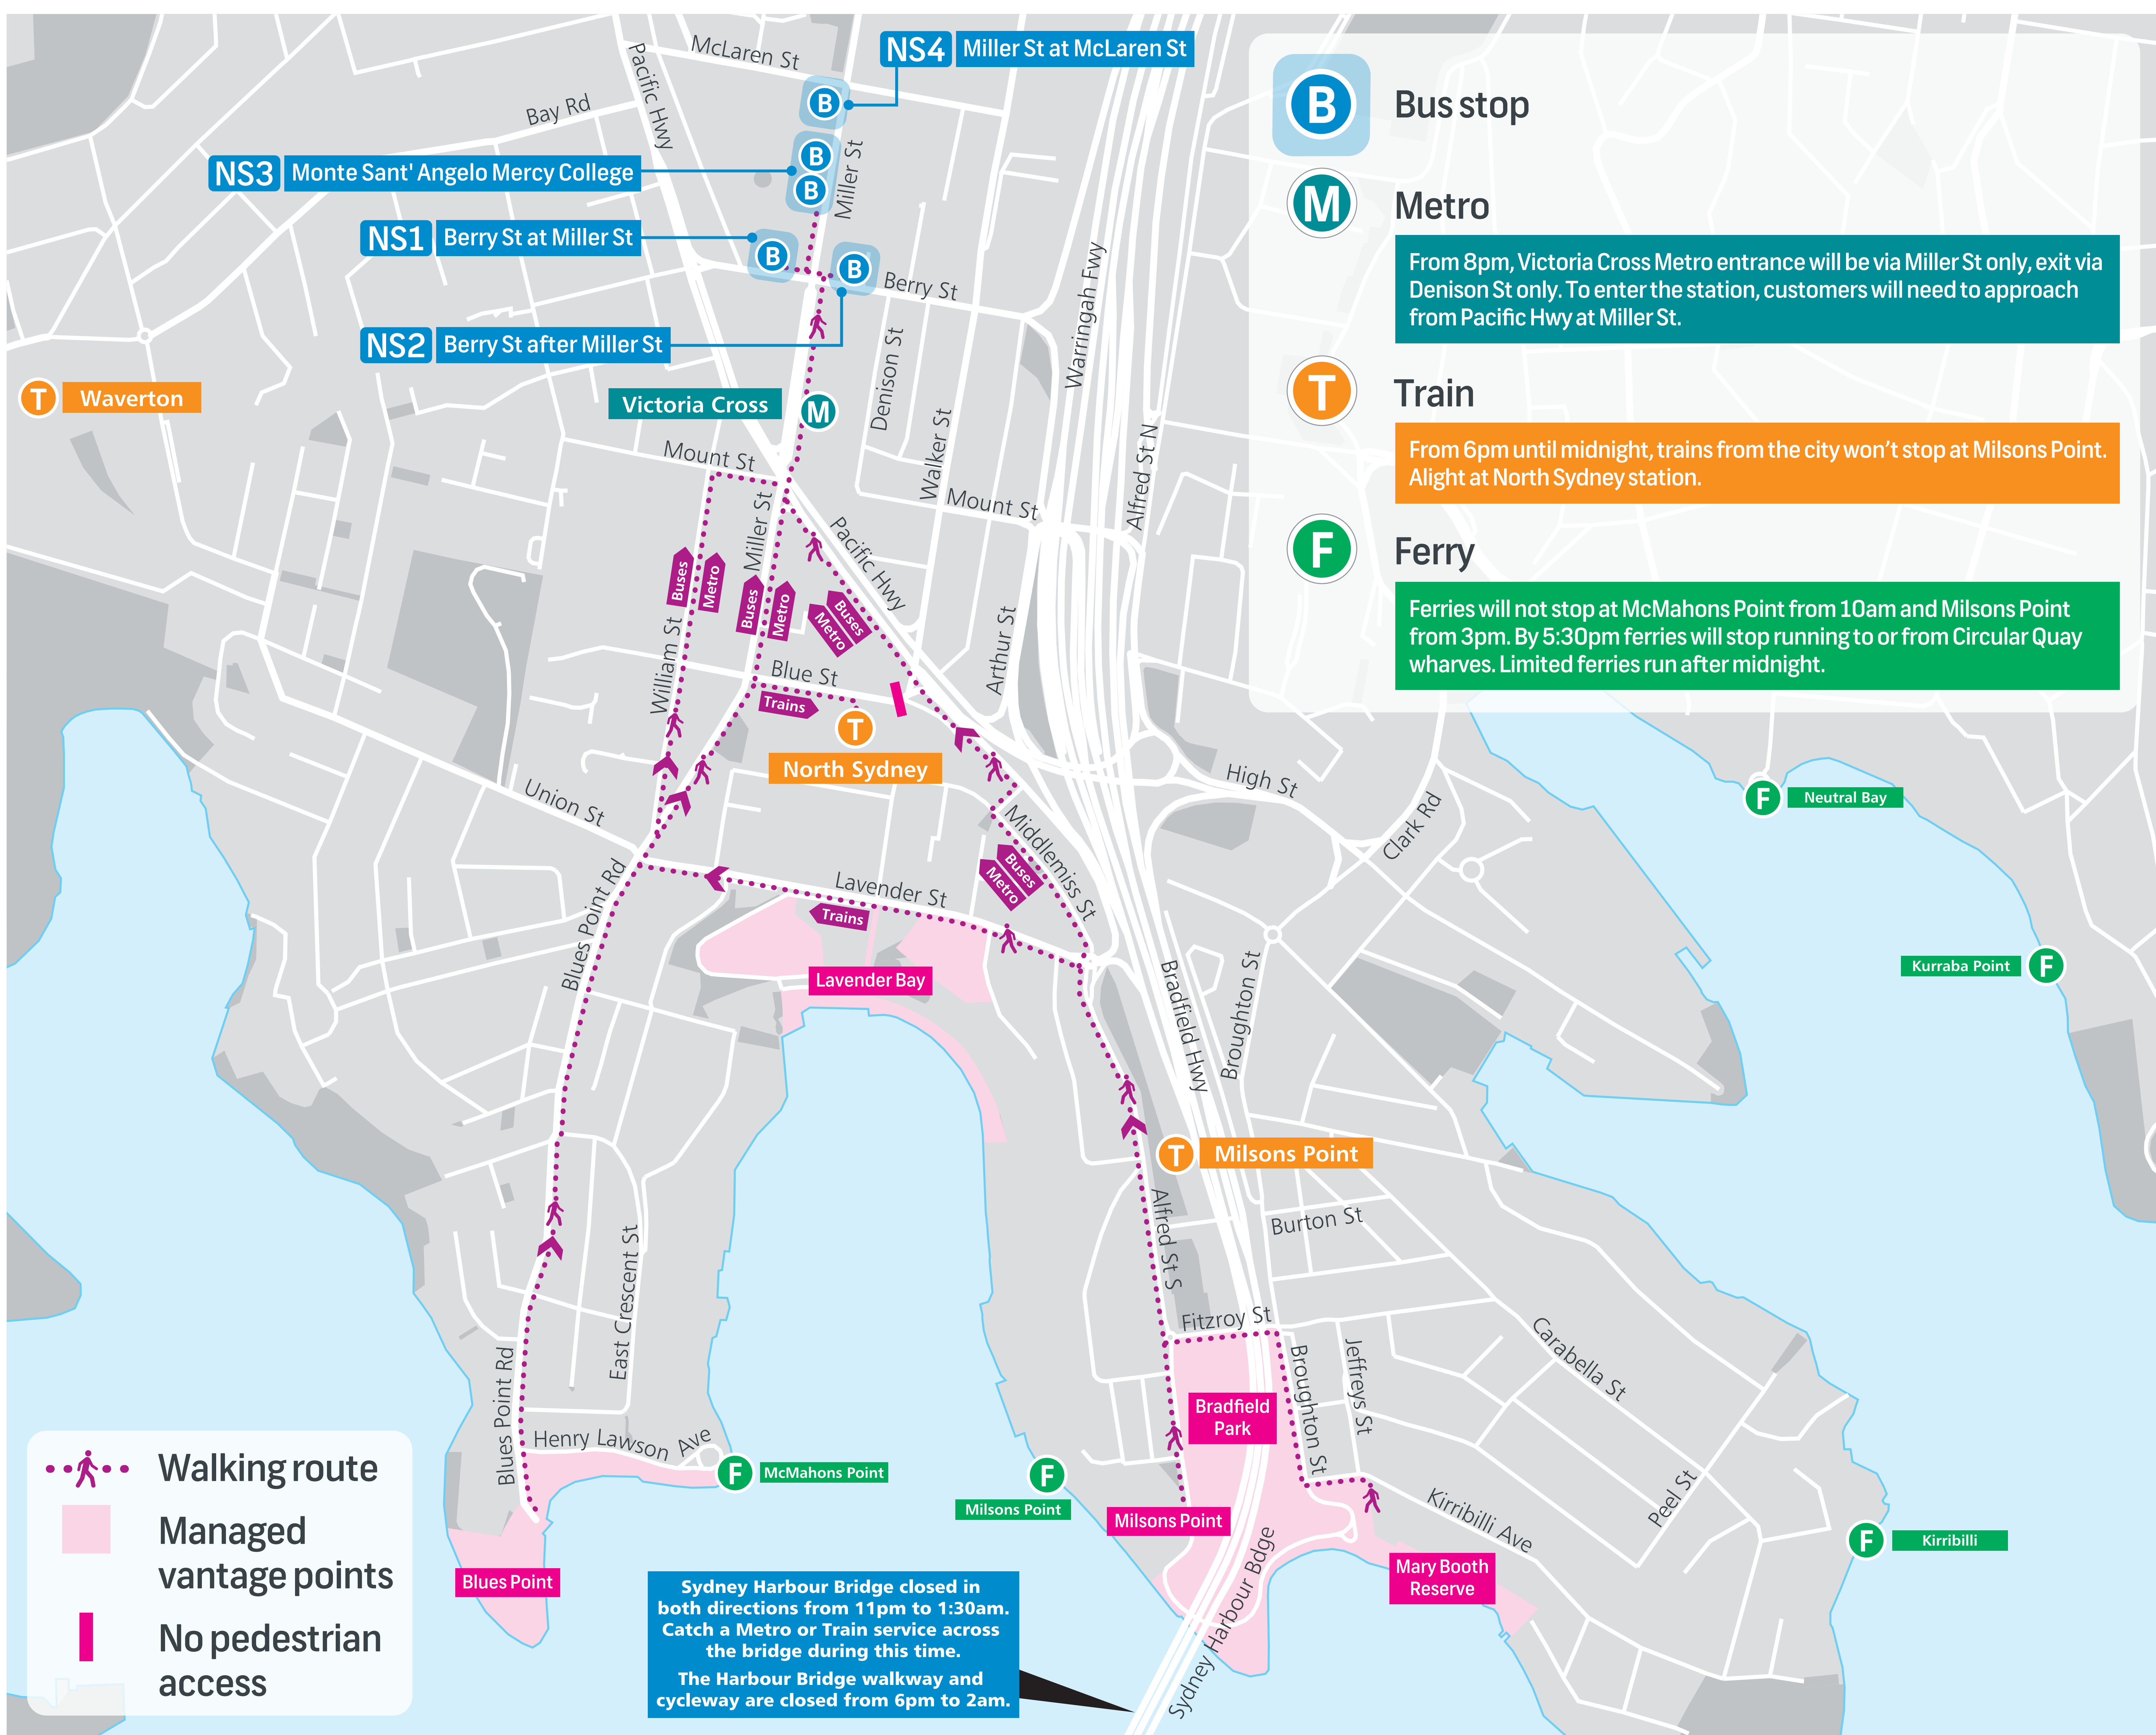 McLaren St
NS4 Miller St at McLaren St
Pacific Hwy
Bay Rd
B
B
B
Miller St
NS3 Monte Sant' Angelo Mercy College
NS1 Berry St at Miller St
B
B
Berry St
NS2 Berry St after Miller St
Warringah Fwy
Denison St
T Waverton
Victoria Cross M
Walker St
Mount St
Mount St
Alfred St N
Miller St
Pacific Hwy
Buses
Metro
Buses
Metro
Buses
Metro
William St
Arthur St
Blue St
Trains
T
North Sydney
Union St
High St
Clark Rd
Middlemiss St
Buses
Metro
Lavender St
Trains
Blues Point Rd
Lavender Bay
Bradfield Hwy
Broughton St
F Neutral Bay
Kurraba Point F
T Milsons Point
Alfred St S
Burton St
East Crescent St
Fitzroy St
Blues Point Rd
Broughton St
Jeffreys St
Carabella St
Bradfield
Park
Henry Lawson Ave
F McMahons Point
F
Milsons Point
Milsons Point
Kirribilli Ave
Peel St
F Kirribilli
Mary Booth
Reserve
Blues Point
Sydney Harbour Bdge
Sydney Harbour Bridge closed in
both directions from 11pm to 1:30am.
Catch a Metro or Train service across
the bridge during this time.
The Harbour Bridge walkway and
cycleway are closed from 6pm to 2am.
B Bus stop
M Metro
From 8pm, Victoria Cross Metro entrance will be via Miller St only, exit via
Denison St only. To enter the station, customers will need to approach
from Pacific Hwy at Miller St.
T Train
From 6pm until midnight, trains from the city won't stop at Milsons Point.
Alight at North Sydney station.
F Ferry
Ferries will not stop at McMahons Point from 10am and Milsons Point
from 3pm. By 5:30pm ferries will stop running to or from Circular Quay
wharves. Limited ferries run after midnight.
Walking route
Managed
vantage points
No pedestrian
access